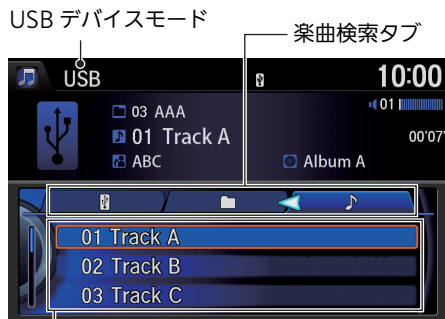 USB デバイスモード
楽曲検索タブ
USB
10:00
03 AAA
01
01 Track A
00'07'
ABC
Album A
01 Track A
02 Track B
03 Track C